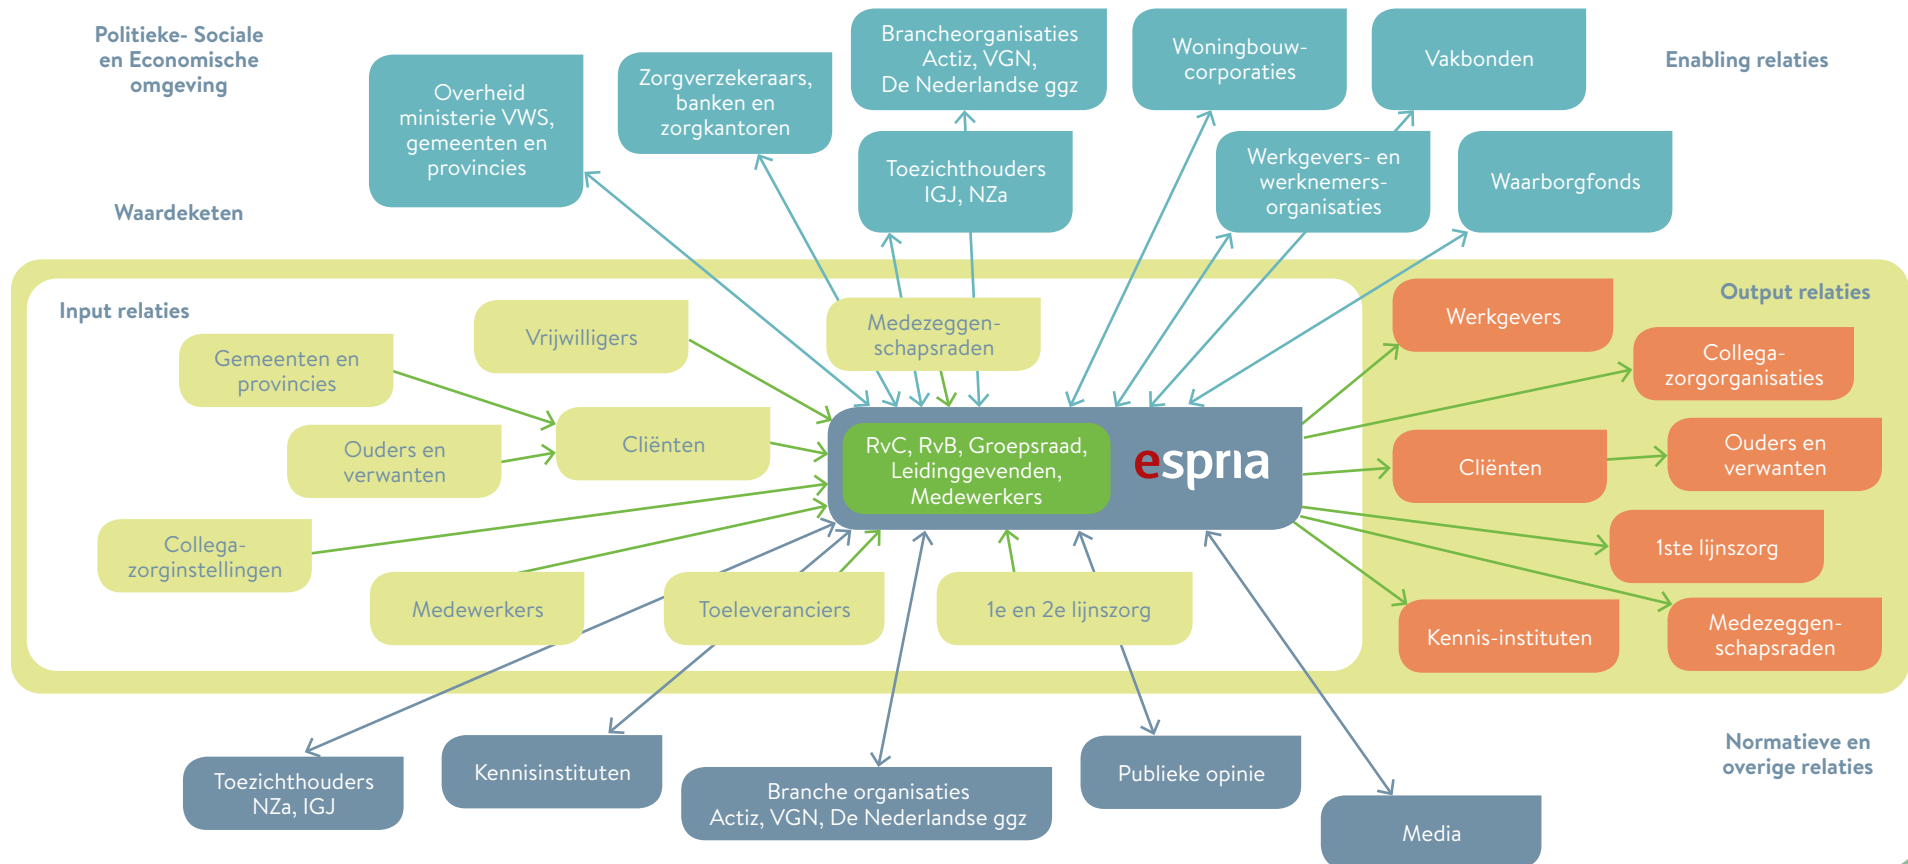 Politieke- Sociale
en Economische
omgeving
Overheid
ministerie VWS,
gemeenten en
provincies
Zorgverzekeraars,
banken en
zorgkantoren
Brancheorganisaties
Actiz, VGN,
De Nederlandse ggz
Toezichthouders
IGJ, NZa
Woningbouw-
corporaties
Werkgevers- en
werknemers-
organisaties
Vakbonden
Waarborgfonds
Enabling relaties
Waardeketen
Input relaties
Gemeenten en
provincies
Vrijwilligers
Medezeggen-
schapsraden
Ouders en
verwanten
Cliënten
Collega-
zorginstellingen
Medewerkers
Toeleveranciers
1e en 2e lijnszorg
RvC, RvB, Groepsraad,
Leidinggevenden,
Medewerkers
espria
Output relaties
Werkgevers
Collega-
zorgorganisaties
Cliënten
Ouders en
verwanten
1ste lijnszorg
Kennis-instituten
Medezeggen-
schapsraden
Toezichthouders
NZa, IGJ
Kennisinstituten
Branche organisaties
Actiz, VGN, De Nederlandse ggz
Publieke opinie
Media
Normatieve en
overige relaties